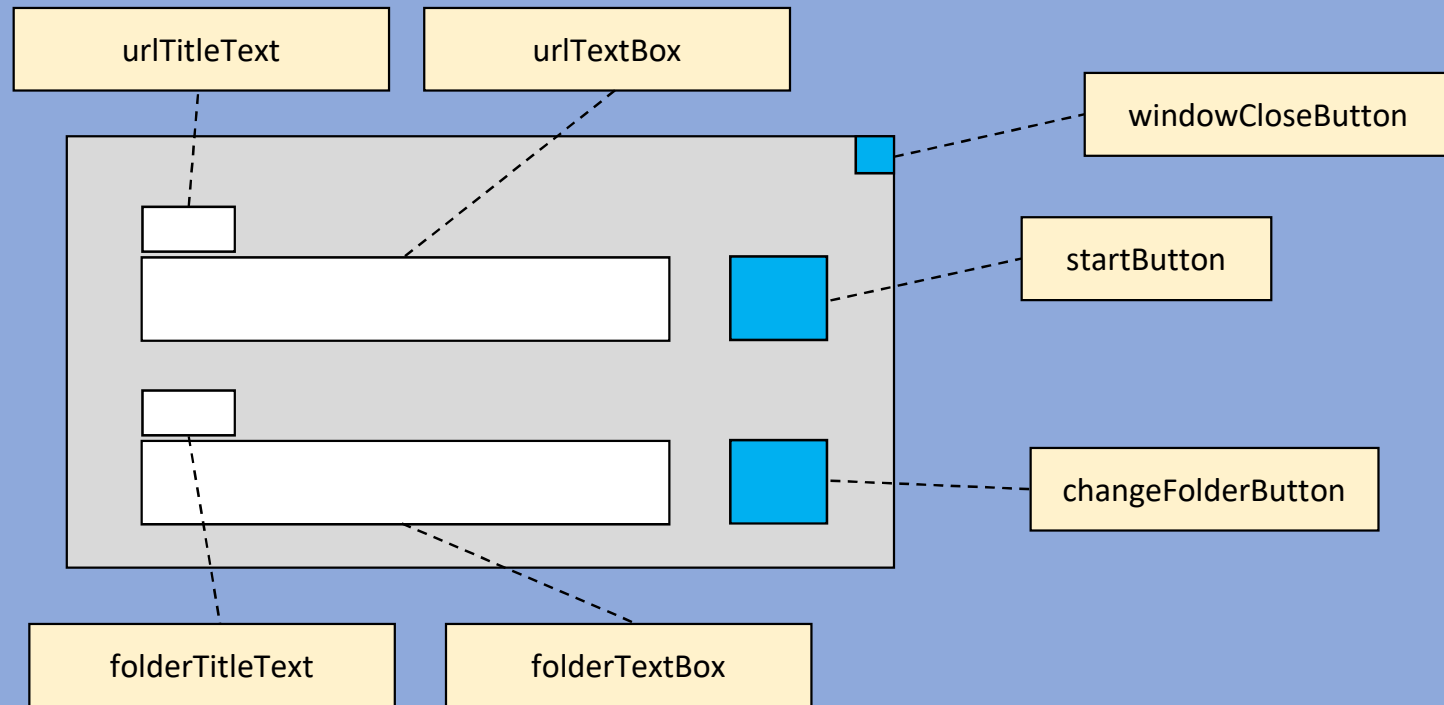 urlTitleText
urlTextBox
windowCloseButton
startButton
changeFolderButton
folderTitleText
folderTextBox